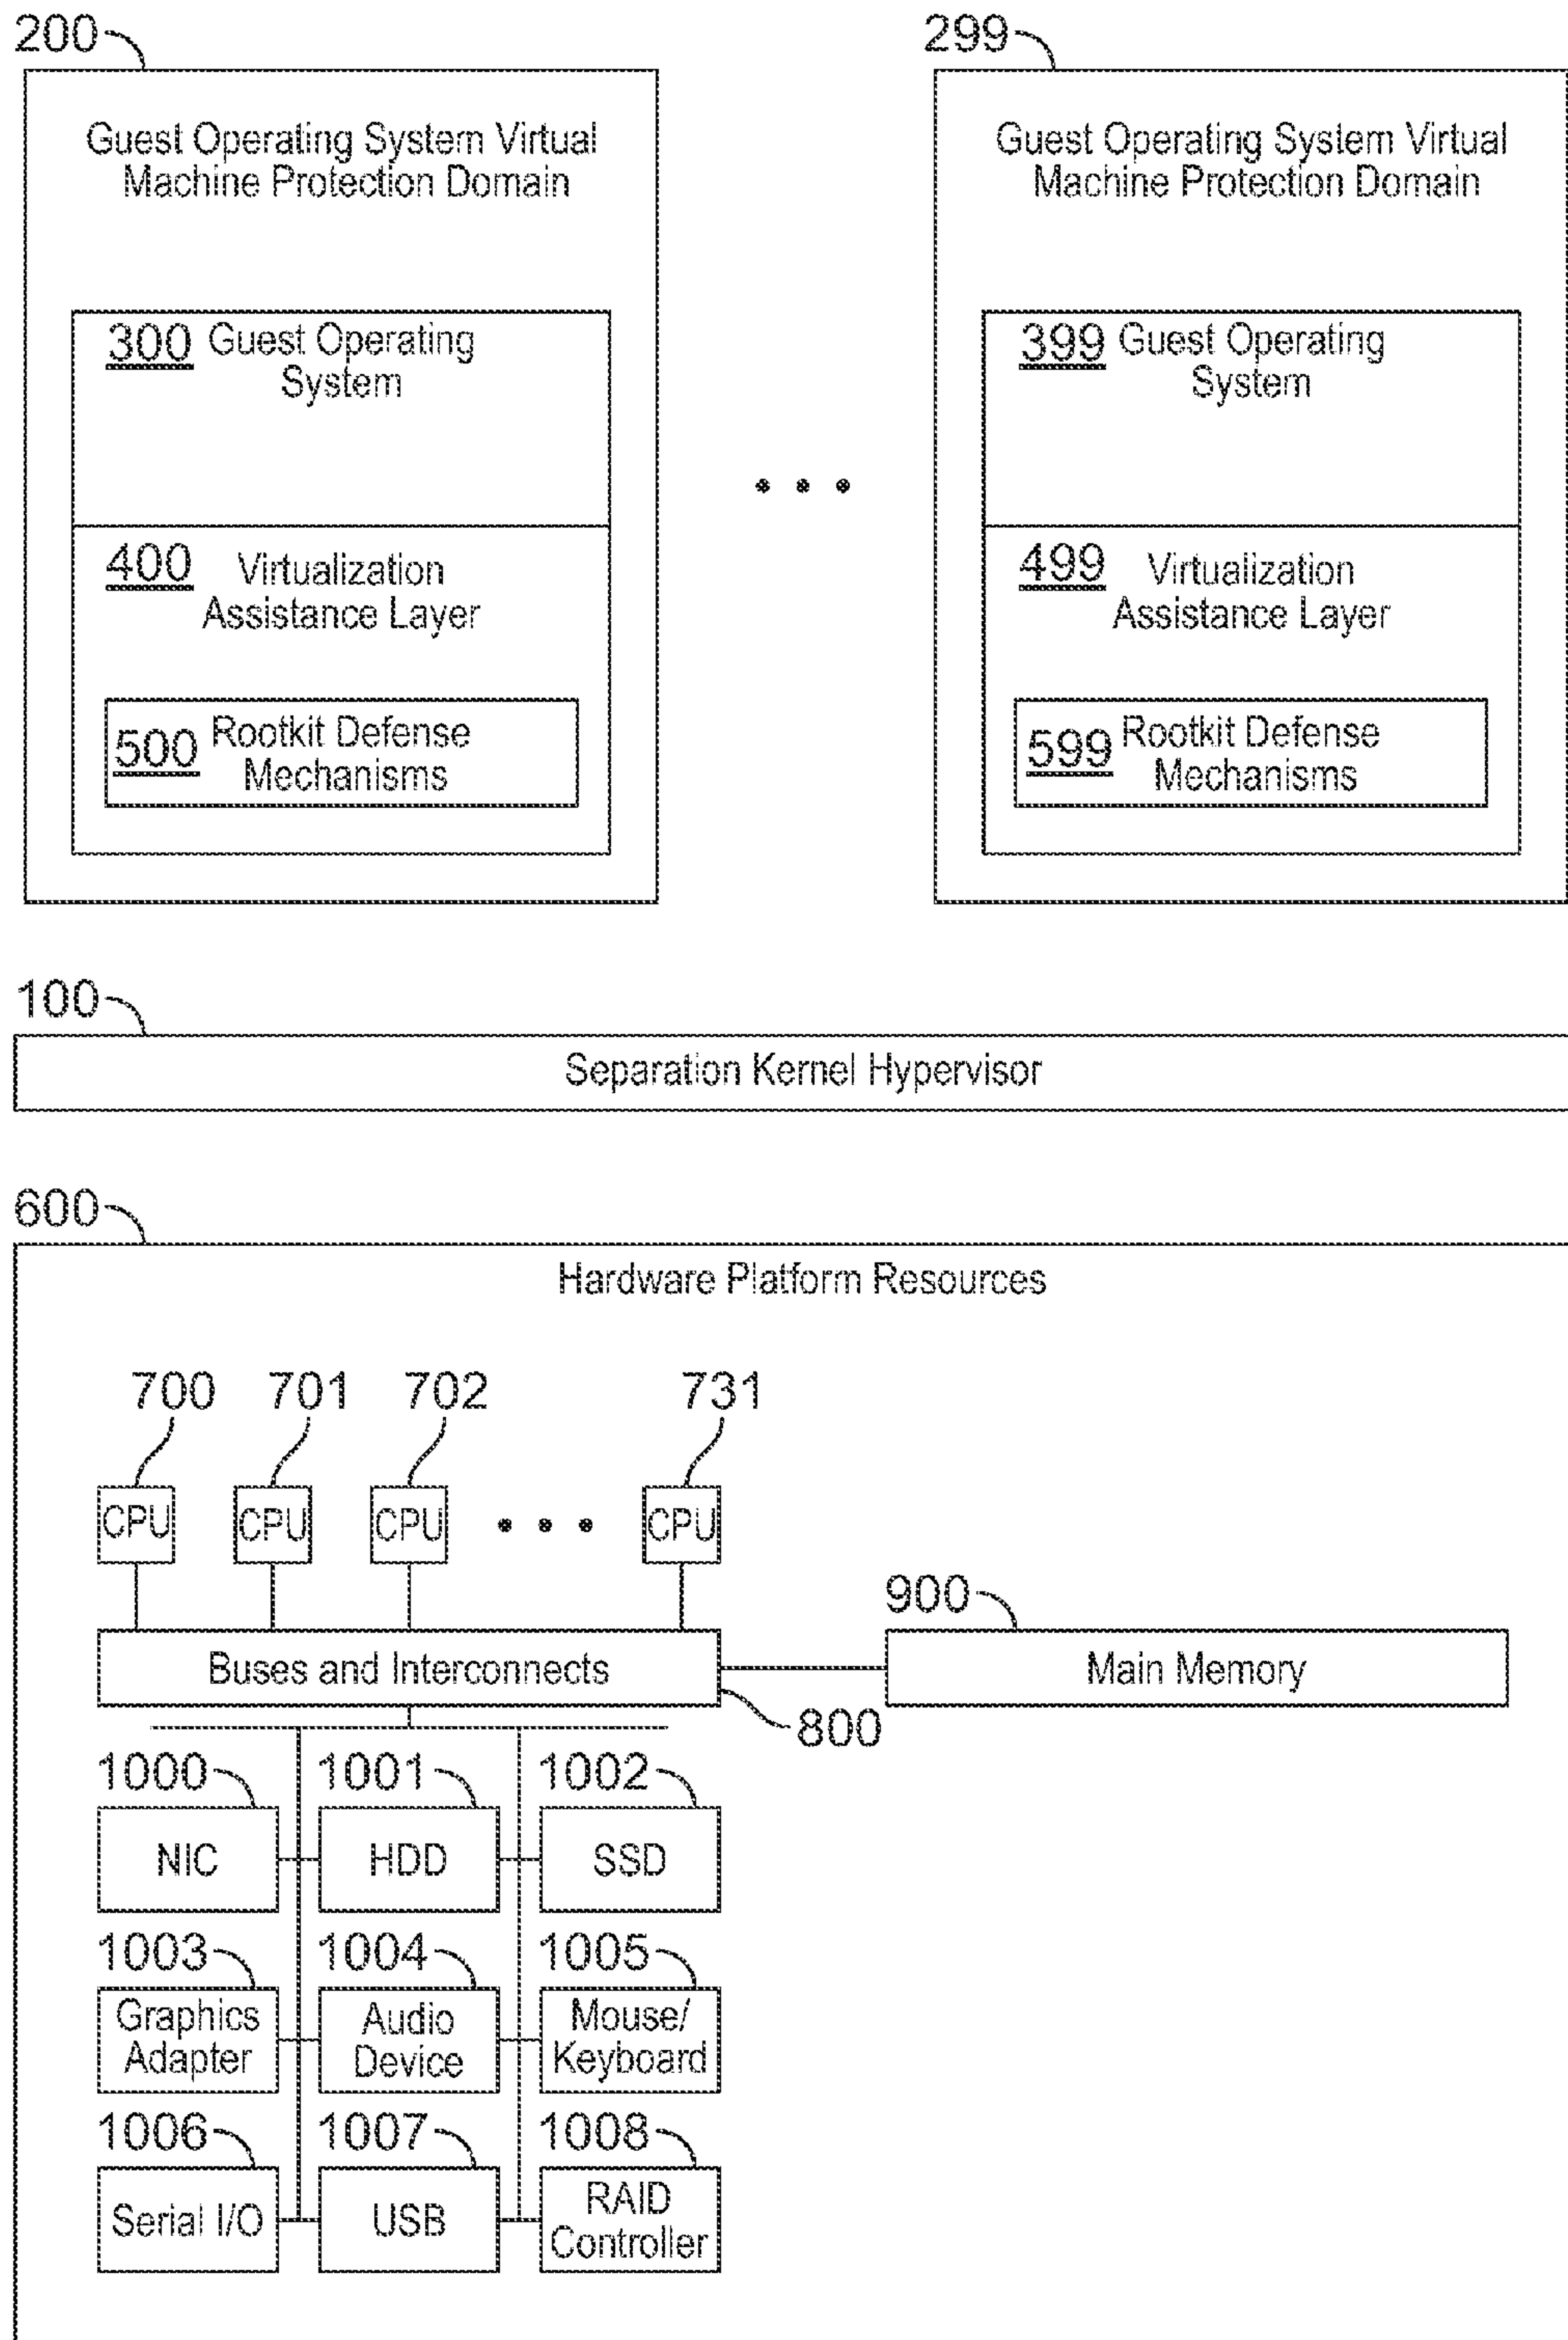 200
299
Guest Operating System Virtual
Machine Protection Domain
Guest Operating System Virtual
Machine Protection Domain
300 Guest Operating
System
399 Guest Operating
System
400 Virtualization
Assistance Layer
499 Virtualization
Assistance Layer
500 Rootkit Defense
Mechanisms
599 Rootkit Defense
Mechanisms
100
Separation Kernel Hypervisor
600
Hardware Platform Resources
700 701 702 731
CPU CPU CPU CPU
900
Buses and Interconnects
Main Memory
800
1000 1001 1002
NIC HDD SSD
1003 1004 1005
Graphics
Adapter
Audio
Device
Mouse/
Keyboard
1006 1007 1008
Serial I/O
USB
RAID
Controller